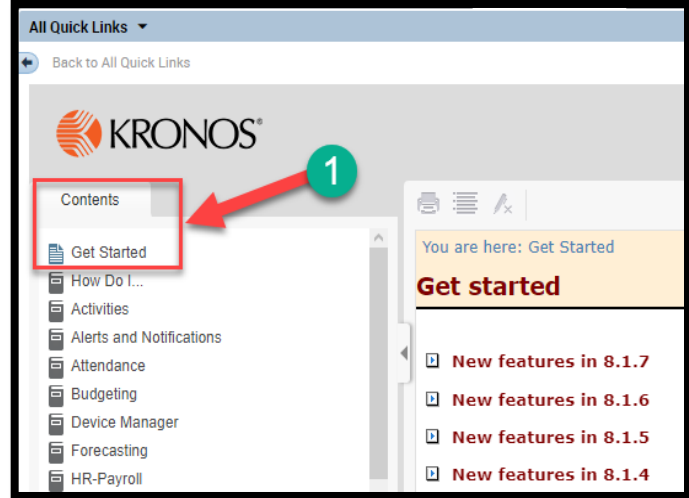 All Quick Links
Back to All Quick Links
KRONOS®
1
Contents
Get Started
How Do I...
Activities
Alerts and Notifications
Attendance
Budgeting
Device Manager
Forecasting
HR-Payroll
You are here: Get Started
Get started
New features in 8.1.7
New features in 8.1.6
New features in 8.1.5
New features in 8.1.4